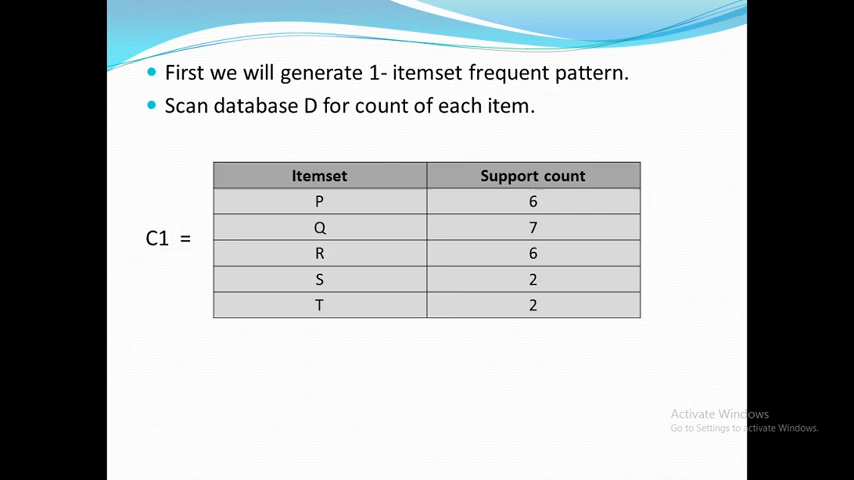 First we will generate 1- itemset frequent pattern.
Scan database D for count of each item.
Itemset Support count
P 6
Q 7
C1 =
R 6
S 2
T 2
Activate Windows
Go to Settings to activate Windows.